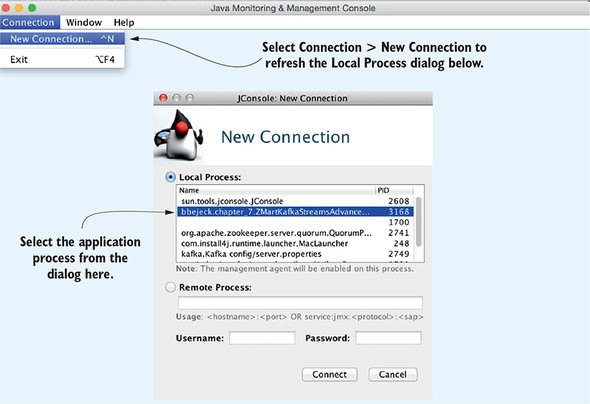 Java Monitoring & Management Console
Connection Window Help
New Connection... ^N
Exit ⌥F4
Select Connection > New Connection to
refresh the Local Process dialog below.
JConsole: New Connection
New Connection
Local Process:
Name PID
sun.tools.jconsole.JConsole 2608
bbejeck.chapter_7.ZMartKafkaStreamsAdvance... 3168
1700
org.apache.zookeeper.server.quorum.QuorumP... 2741
com.install4j.runtime.launcher.MacLauncher 248
kafka.Kafka config/server.properties 2749
Select the application
process from the
dialog here.
Note: The management agent will be enabled on this process.
Remote Process:
Usage: <hostname>:<port> OR service:jmx:<protocol>:<sap>
Username: Password:
Connect Cancel